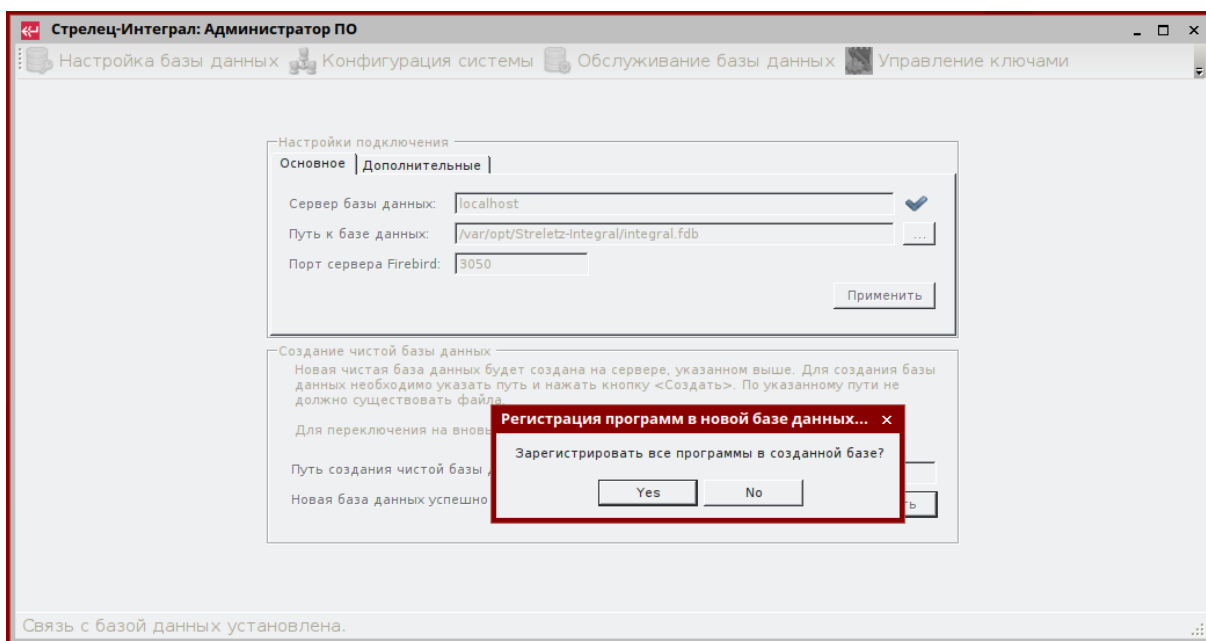 Стрелец-Интеграл: Администратор ПО
Настройка базы данных Конфигурация системы Обслуживание базы данных Управление ключами
Настройки подключения
Основное Дополнительные
Сервер базы данных: localhost
Путь к базе данных: /var/opt/Streletz-Integral/integral.fdb ...
Порт сервера Firebird: 3050
Применить
Создание чистой базы данных
Новая чистая база данных будет создана на сервере, указанном выше. Для создания базы
данных необходимо указать путь и нажать кнопку <Создать>. По указанному пути не
должно существовать файла.
Для переключения на
Путь создания чистой базы
Новая база данных успешно
Регистрация программ в новой базе данных...
Зарегистрировать все программы в созданной базе?
Yes No
Связь с базой данных установлена.